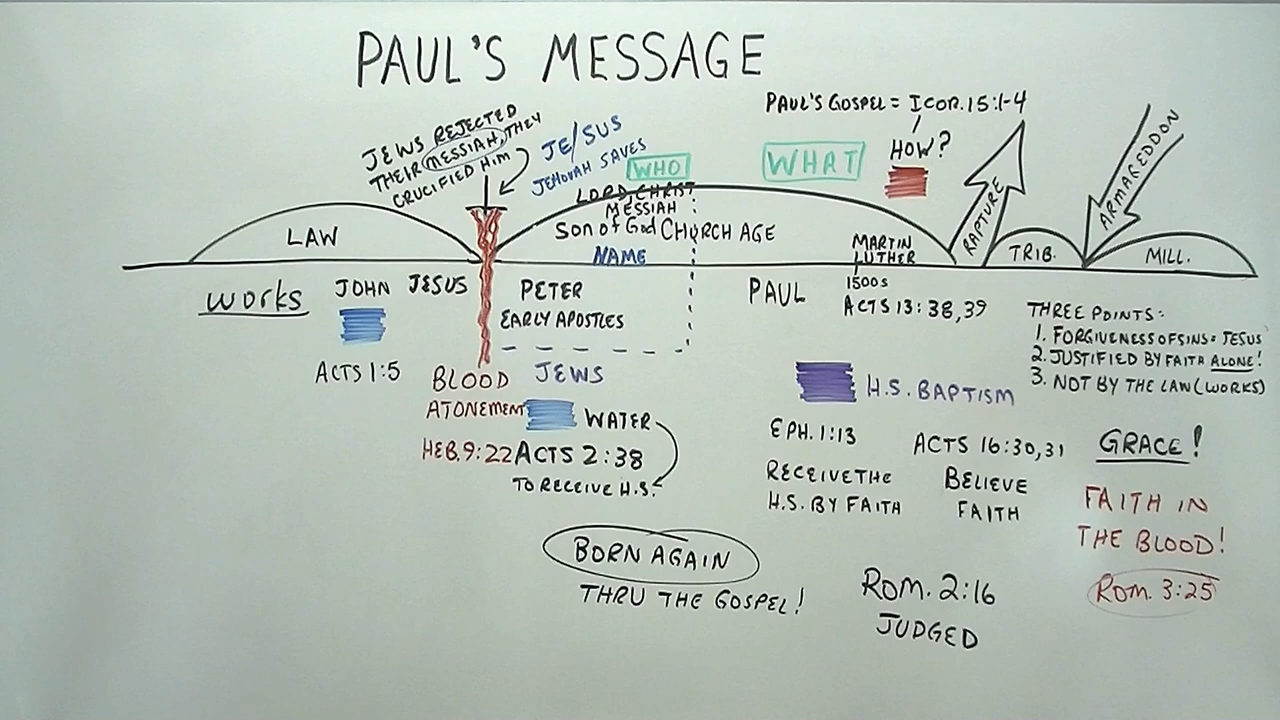 PAUL'S MESSAGE
PAUL'S GOSPEL = I COR. 15:1-4
JEWS REJECTED
THEIR MESSIAH, THEY
CRUCIFIED HIM
JE/SUS
JEHOVAH SAVES
WHO
WHAT
HOW?
LORD, CHRIST
MESSIAH
Son of God
NAME
LAW
CHURCH AGE
MARTIN
LUTHER
1500s
RAPTURE
TRIB.
ARMAREDDON
MILL.
WORKS
JOHN
JESUS
PETER
EARLY APOSTLES
PAUL
ACTS 13:38,39
THREE POINTS:
1. FORGIVENESS OF SINS = JESUS
2. JUSTIFIED BY FAITH ALONE!
3. NOT BY THE LAW (WORKS)
ACTS 1:5
BLOOD
ATONEMENT
HEB. 9:22
JEWS
WATER
ACTS 2:38
TO RECEIVE H.S.
H.S. BAPTISM
EPH. 1:13
RECEIVE THE
H.S. BY FAITH
ACTS 16:30,31
BELIEVE
FAITH
GRACE!
FAITH IN
THE BLOOD!
ROM. 3:25
BORN AGAIN
THRU THE GOSPEL!
ROM. 2:16
JUDGED